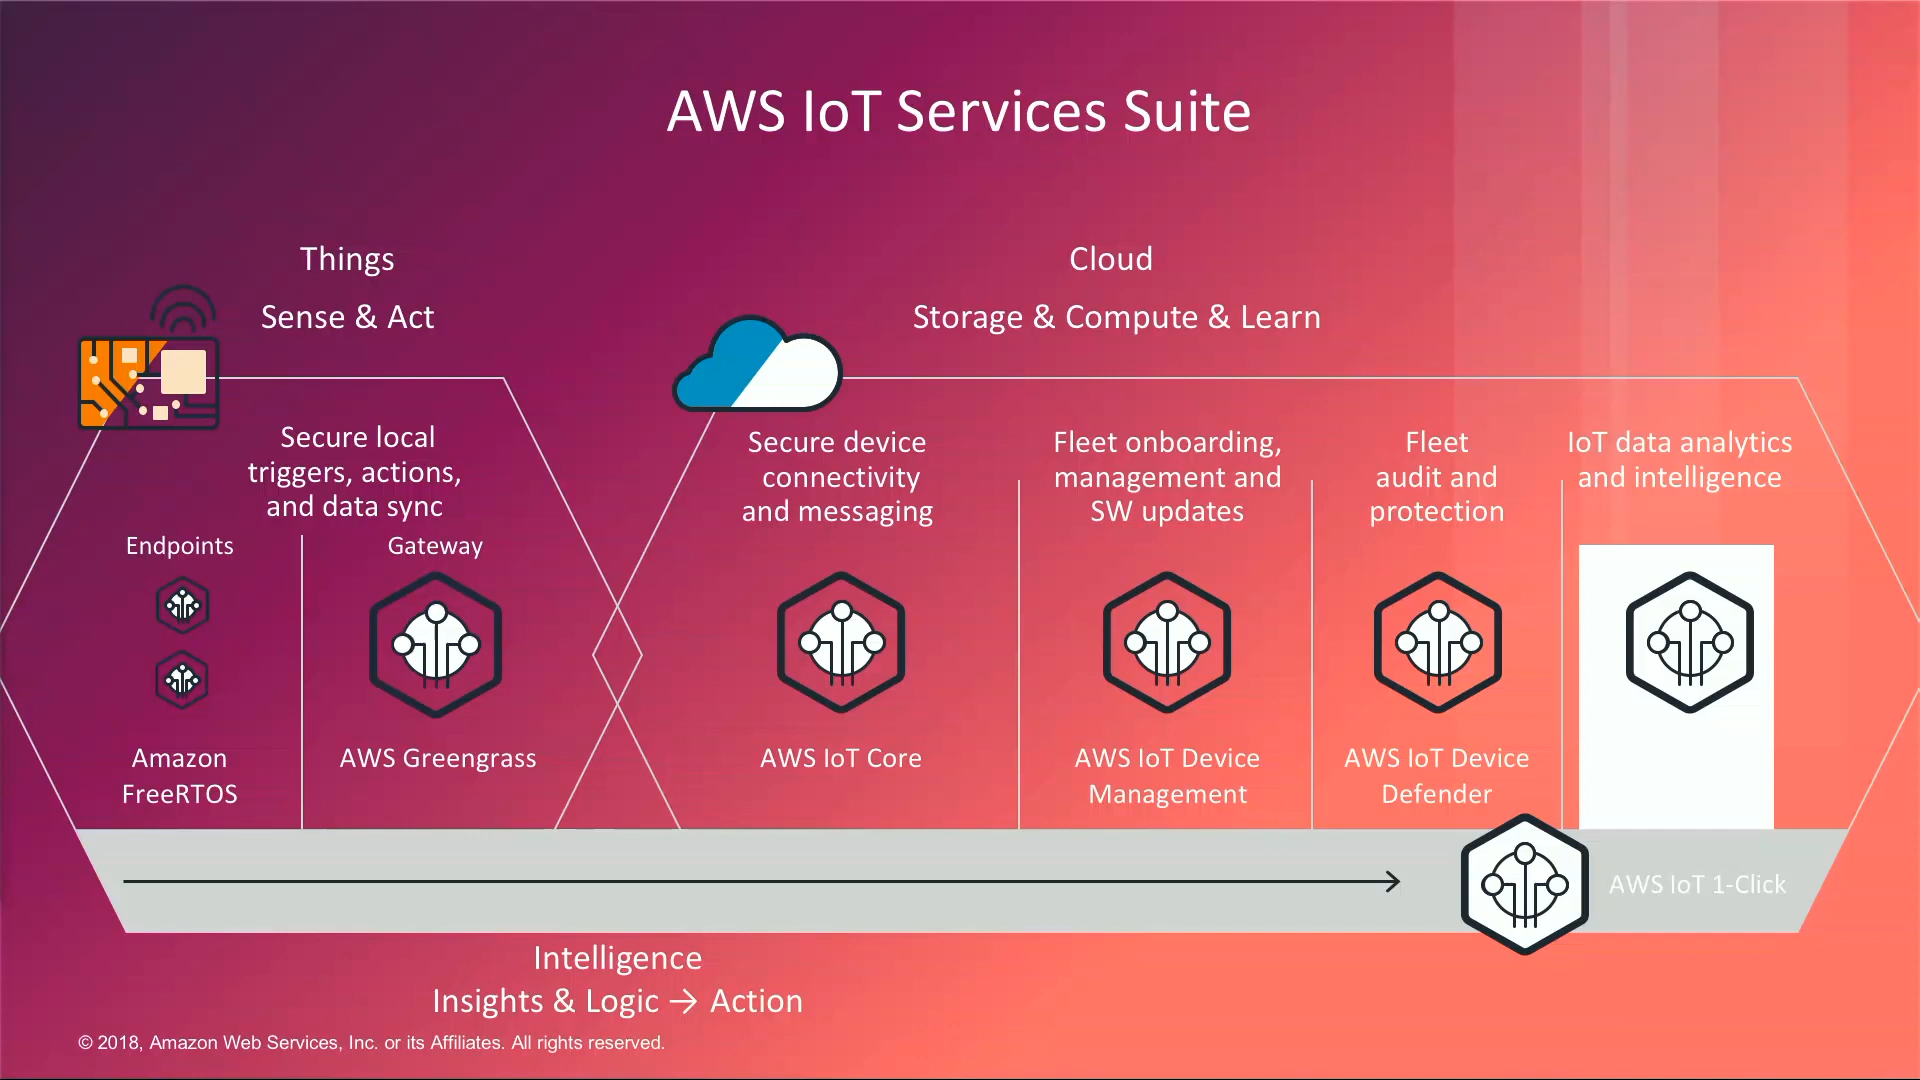 AWS IoT Services Suite
Things
Sense & Act
Cloud
Storage & Compute & Learn
Secure local
triggers, actions,
and data sync
Endpoints
Gateway
Amazon
FreeRTOS
AWS Greengrass
Secure device
connectivity
and messaging
AWS IoT Core
Fleet onboarding,
management and
SW updates
AWS IoT Device
Management
Fleet
audit and
protection
AWS IoT Device
Defender
IoT data analytics
and intelligence
AWS IoT 1-Click
Intelligence
Insights & Logic → Action
© 2018, Amazon Web Services, Inc. or its Affiliates. All rights reserved.